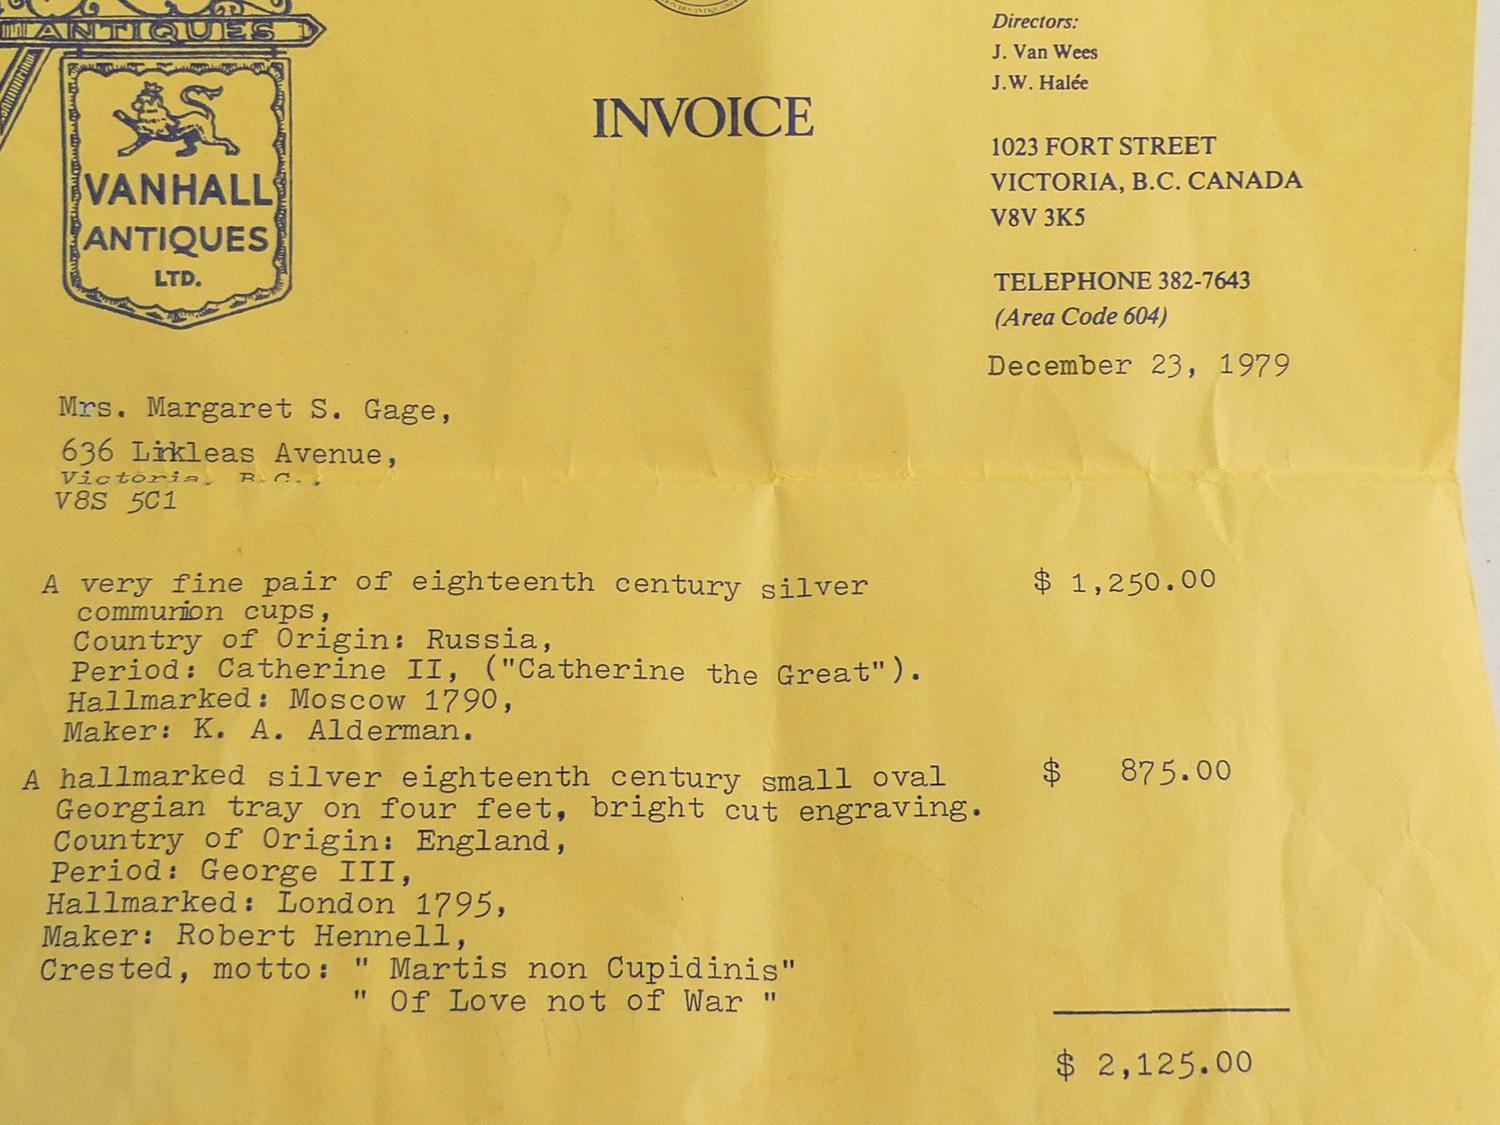 ANTIQUES
VANHALL
ANTIQUES
LTD.
INVOICE
Directors:
J. Van Wees
J.W. Halée
1023 FORT STREET
VICTORIA, B.C. CANADA
V8V 3K5
TELEPHONE 382-7643
(Area Code 604)
December 23, 1979
Mrs. Margaret S. Gage,
636 Linkleas Avenue,
Victoria, B.C.,
V8S 5C1
A very fine pair of eighteenth century silver $ 1,250.00
communion cups,
Country of Origin: Russia,
Period: Catherine II, ("Catherine the Great").
Hallmarked: Moscow 1790,
Maker: K. A. Alderman.
A hallmarked silver eighteenth century small oval $ 875.00
Georgian tray on four feet, bright cut engraving.
Country of Origin: England,
Period: George III,
Hallmarked: London 1795,
Maker: Robert Hennell,
Crested, motto: " Martis non Cupidinis"
" Of Love not of War "
$ 2,125.00